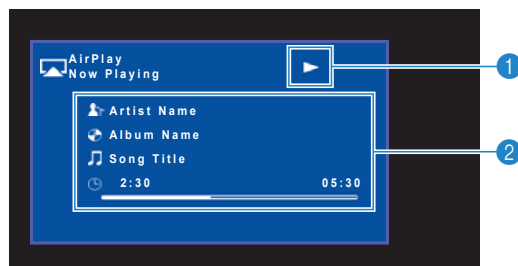 AirPlay
Now Playing
Artist Name
Album Name
Song Title
2:30 05:30
1
2